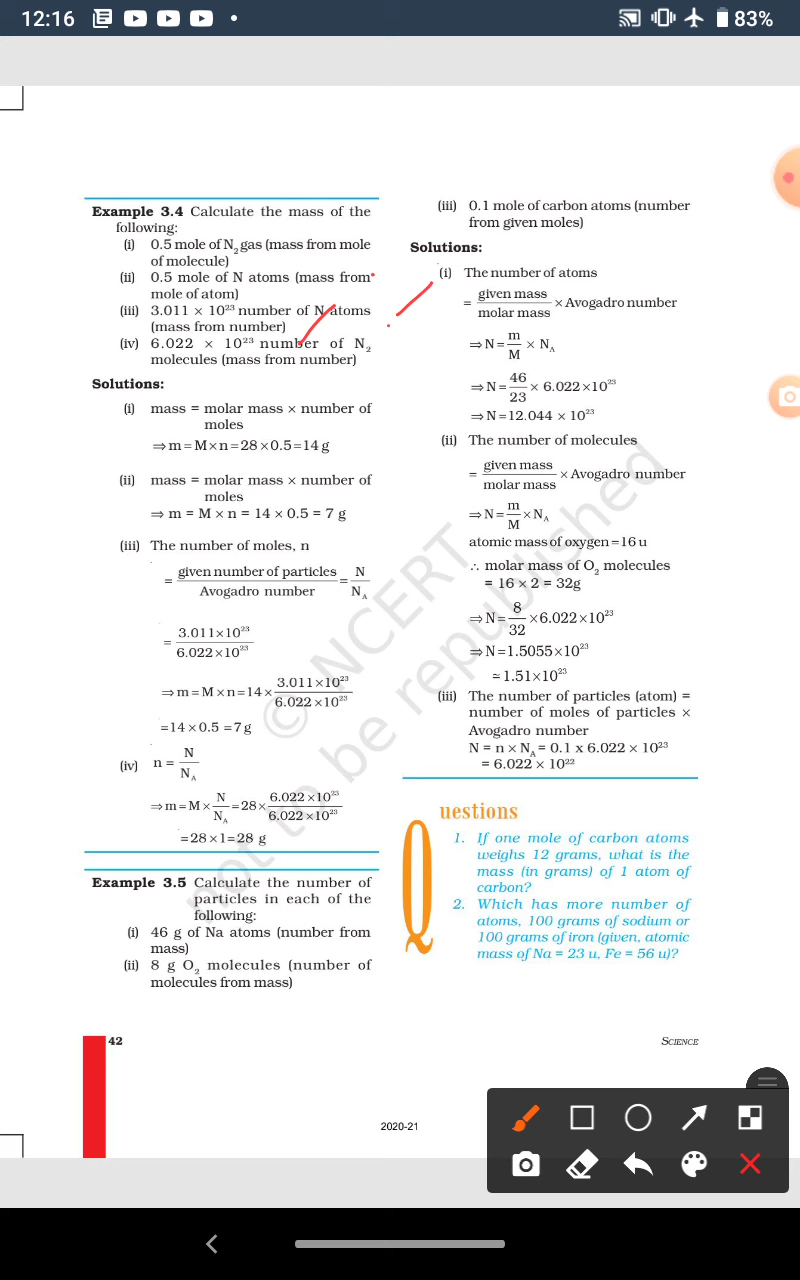 12:16
83%
Example 3.4 Calculate the mass of the
following:
(i) 0.5 mole of N₂ gas (mass from mole
of molecule)
(ii) 0.5 mole of N atoms (mass from
mole of atom)
(iii) 3.011 × 10²³ number of N atoms
(mass from number)
(iv) 6.022 × 10²³ number of N₂
molecules (mass from number)
Solutions:
(i) mass = molar mass × number of
moles
⇒ m = M × n = 28 × 0.5 = 14 g
(ii) mass = molar mass × number of
moles
⇒ m = M × n = 14 × 0.5 = 7 g
(iii) The number of moles, n
= given number of particles / Avogadro number = N / N_A
= 3.011 × 10²³ / 6.022 × 10²³
⇒ m = M × n = 14 × 3.011 × 10²³ / 6.022 × 10²³
= 14 × 0.5 = 7 g
(iv) n = N / N_A
⇒ m = M × N / N_A = 28 × 6.022 × 10²³ / 6.022 × 10²³
= 28 × 1 = 28 g
Example 3.5 Calculate the number of
particles in each of the
following:
(i) 46 g of Na atoms (number from
mass)
(ii) 8 g O₂ molecules (number of
molecules from mass)
(iii) 0.1 mole of carbon atoms (number
from given moles)
Solutions:
(i) The number of atoms
= given mass / molar mass × Avogadro number
⇒ N = m / M × N_A
⇒ N = 46 / 23 × 6.022 × 10²³
⇒ N = 12.044 × 10²³
(ii) The number of molecules
= given mass / molar mass × Avogadro number
⇒ N = m / M × N_A
atomic mass of oxygen = 16 u
∴ molar mass of O₂ molecules
= 16 × 2 = 32g
⇒ N = 8 / 32 × 6.022 × 10²³
⇒ N = 1.5055 × 10²³
≃ 1.51 × 10²³
(iii) The number of particles (atom) =
number of moles of particles ×
Avogadro number
N = n × N_A = 0.1 x 6.022 × 10²³
= 6.022 × 10²²
Questions
1. If one mole of carbon atoms
weighs 12 grams, what is the
mass (in grams) of 1 atom of
carbon?
2. Which has more number of
atoms, 100 grams of sodium or
100 grams of iron (given, atomic
mass of Na = 23 u, Fe = 56 u)?
© NCERT
not to be republished
42
SCIENCE
2020-21